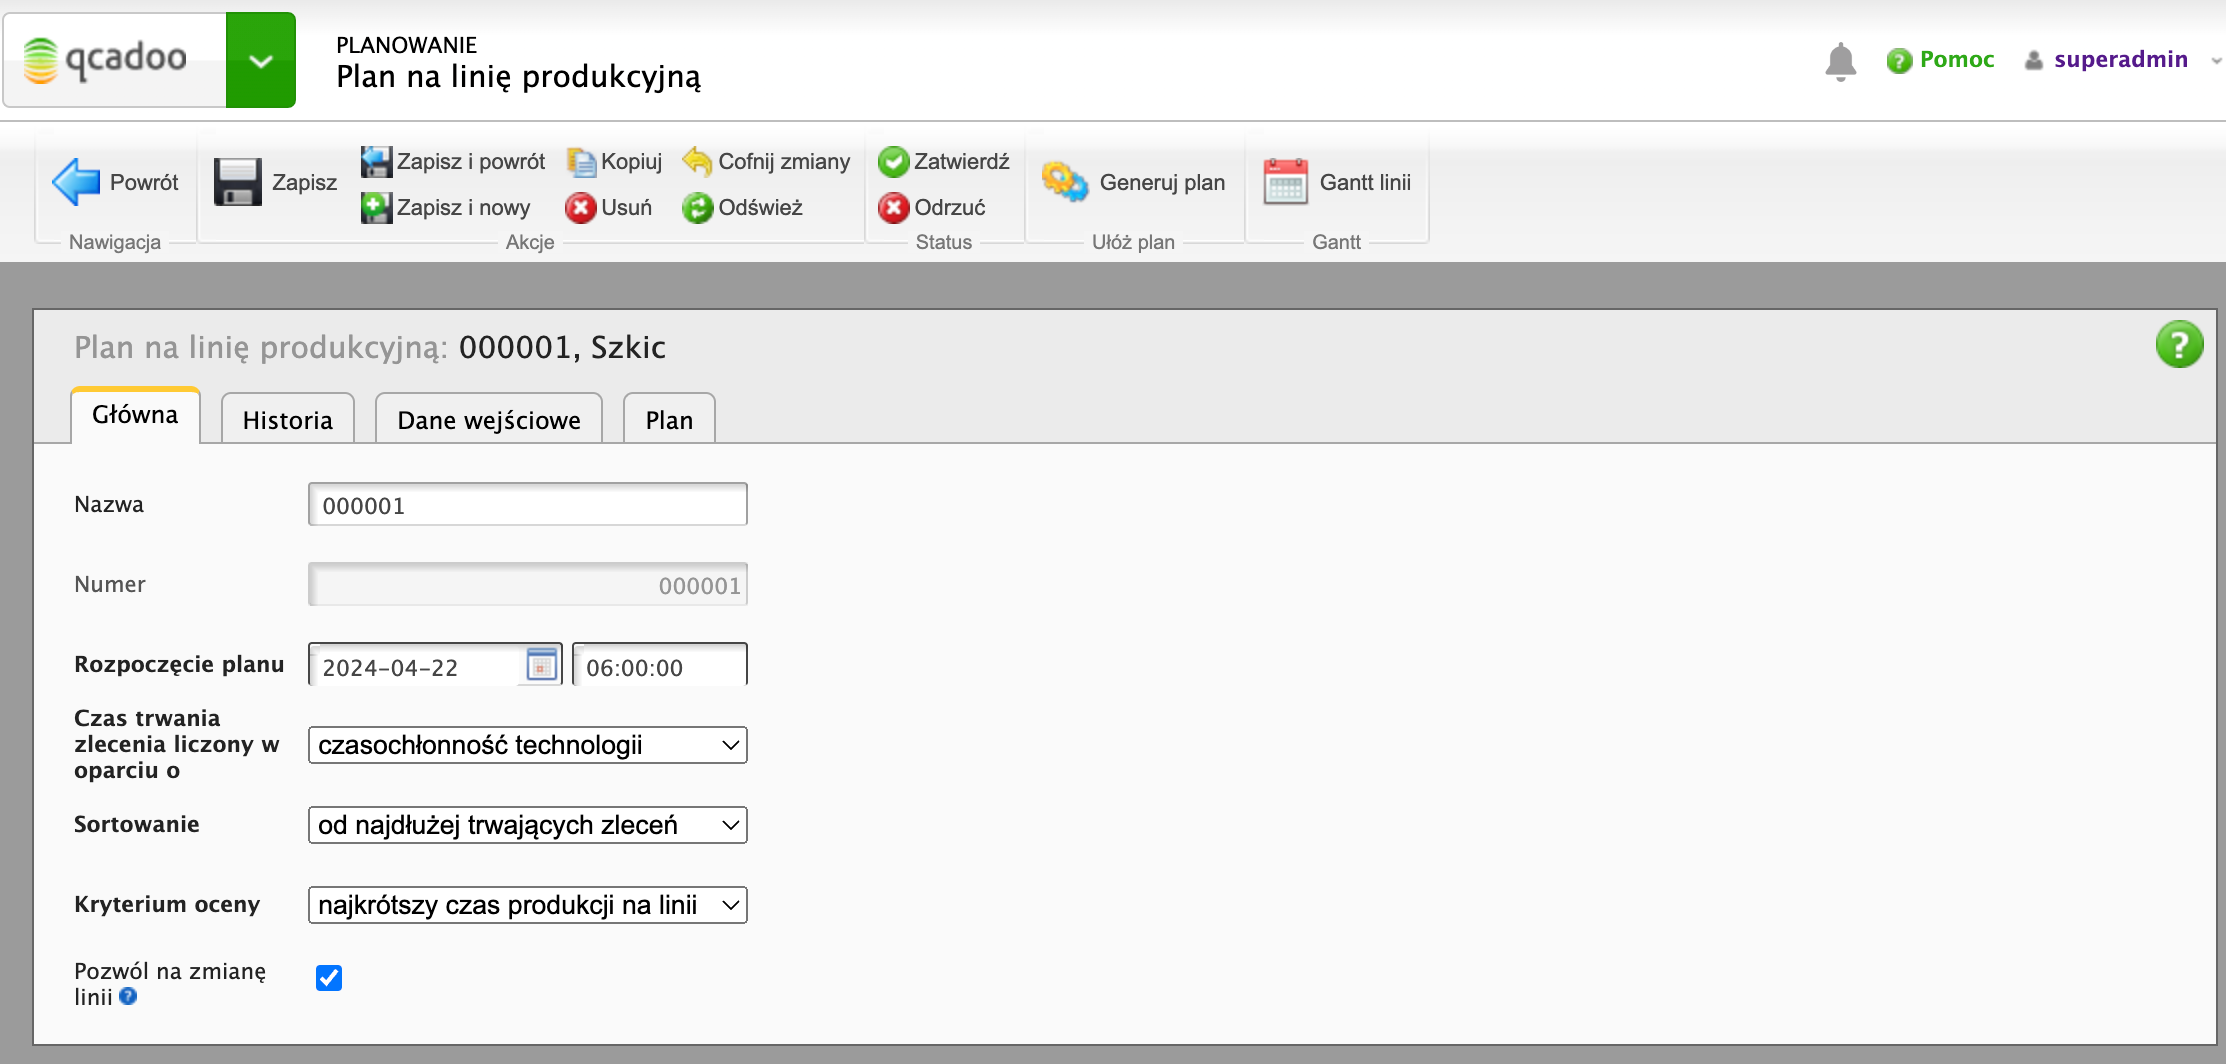 qcadoo
PLANOWANIE
Plan na linię produkcyjną
Pomoc
superadmin
Powrót
Nawigacja
Zapisz
Zapisz i powrót
Kopiuj
Cofnij zmiany
Zapisz i nowy
Usuń
Odśwież
Akcje
Zatwierdź
Odrzuć
Status
Generuj plan
Ułóż plan
Gantt linii
Gantt
Plan na linię produkcyjną: 000001, Szkic
Główna
Historia
Dane wejściowe
Plan
Nazwa
000001
Numer
000001
Rozpoczęcie planu
2024-04-22
06:00:00
Czas trwania
zlecenia liczony w
oparciu o
czasochłonność technologii
Sortowanie
od najdłużej trwających zleceń
Kryterium oceny
najkrótszy czas produkcji na linii
Pozwól na zmianę
linii